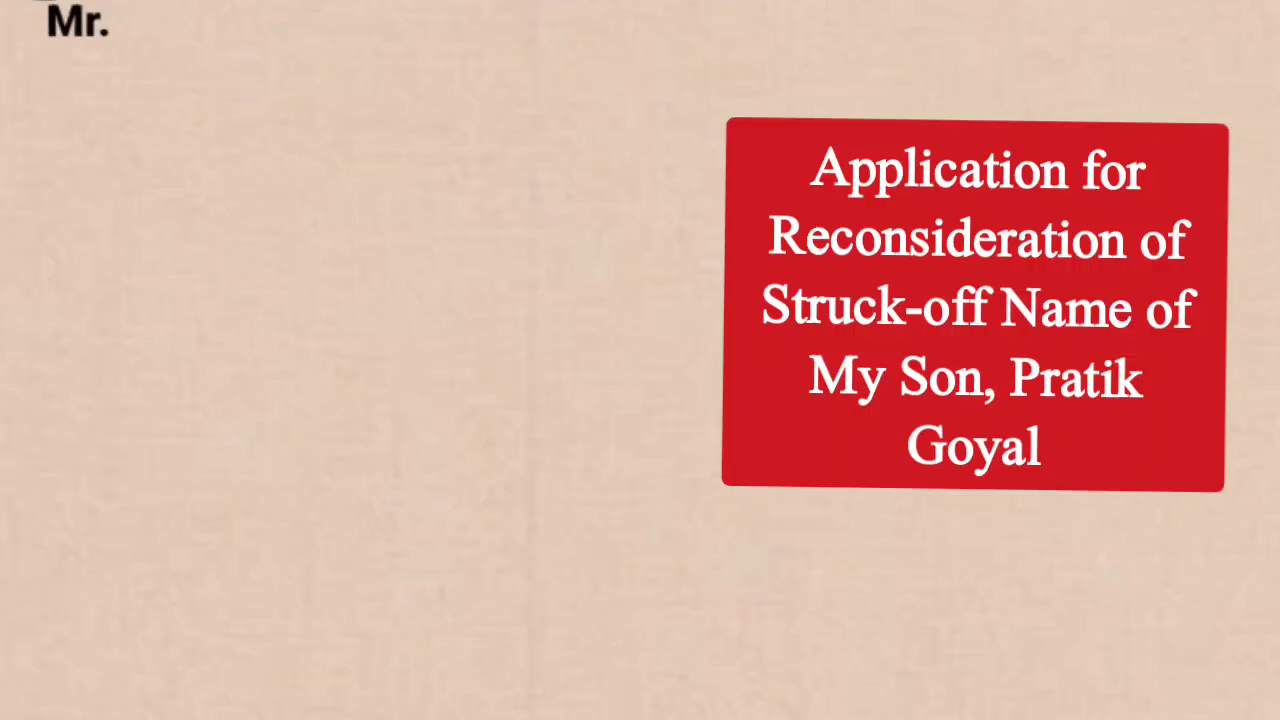 Mr.
Application for
Reconsideration of
Struck-off Name of
My Son, Pratik
Goyal